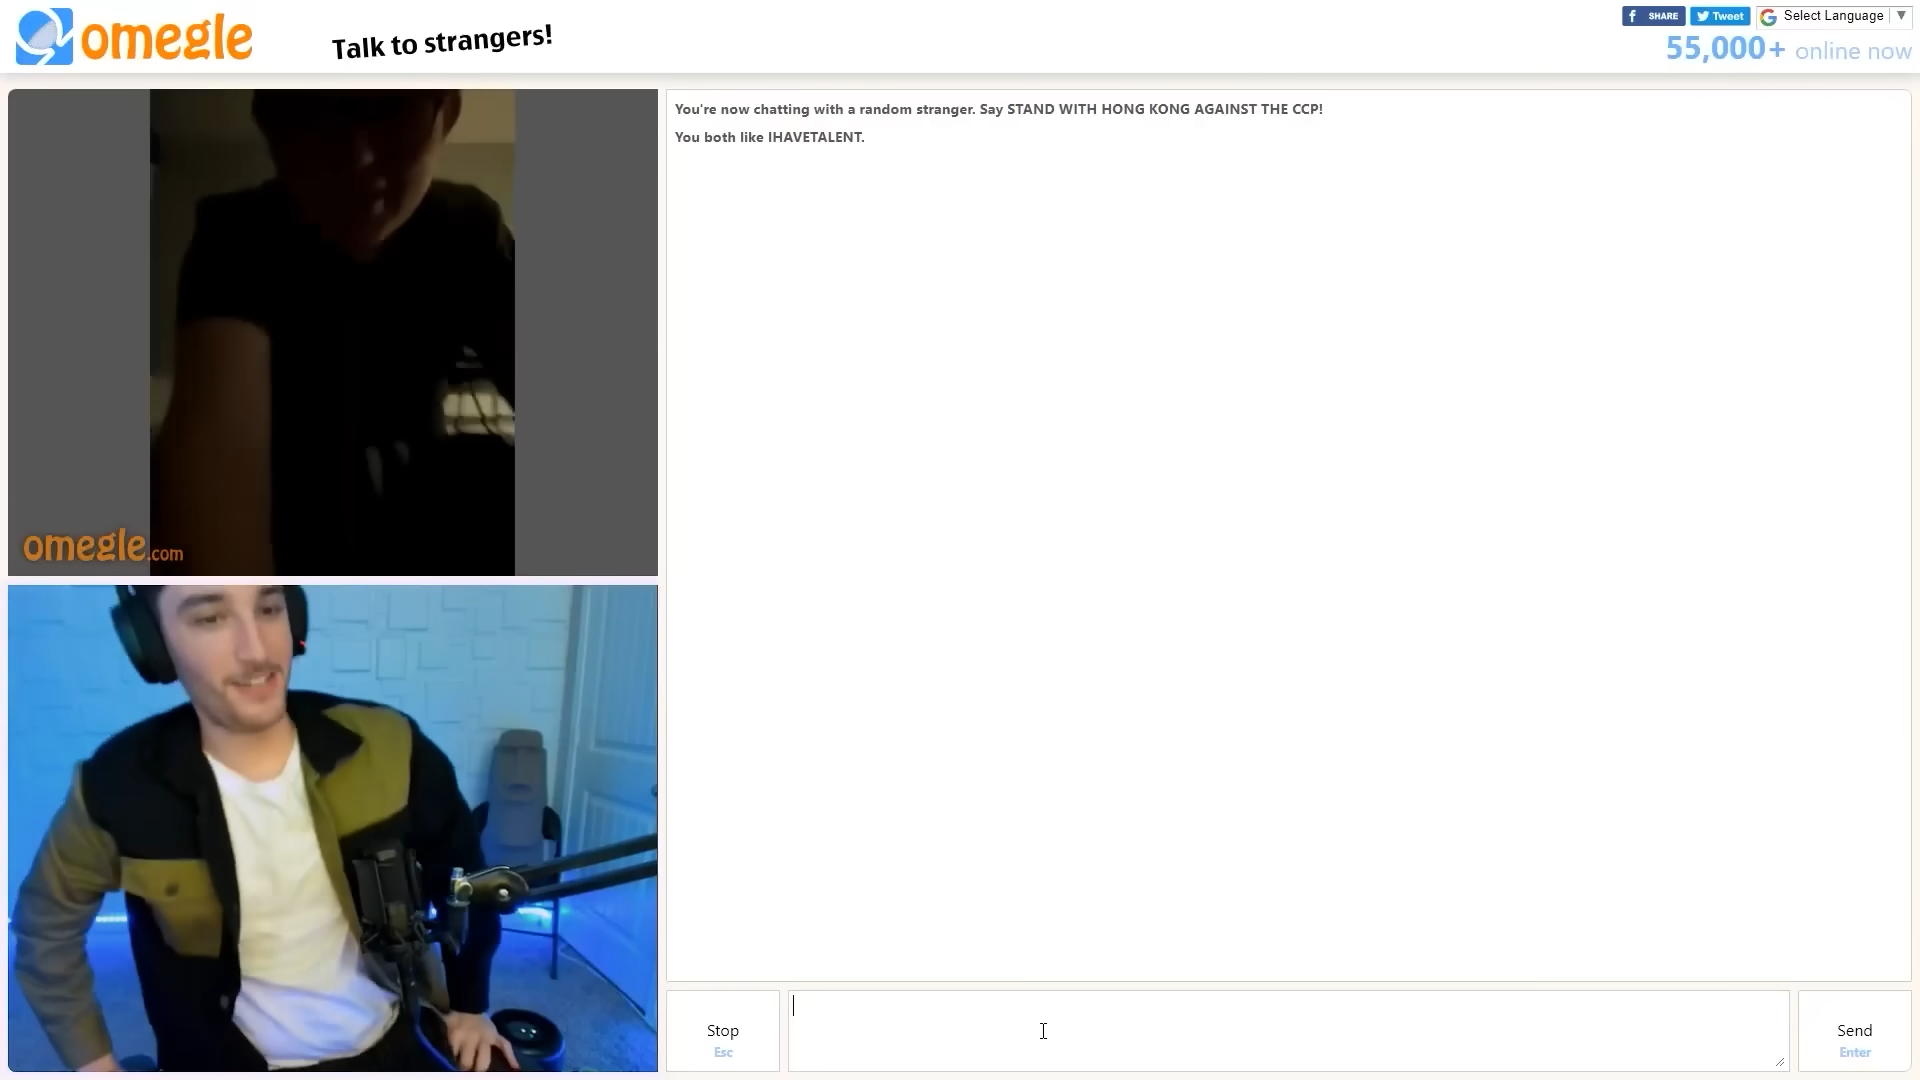 omegle
Talk to strangers!
SHARE
Tweet
Select Language
55,000+ online now
You're now chatting with a random stranger. Say STAND WITH HONG KONG AGAINST THE CCP!
You both like IHAVETALENT.
omegle.com
Stop
Esc
Send
Enter